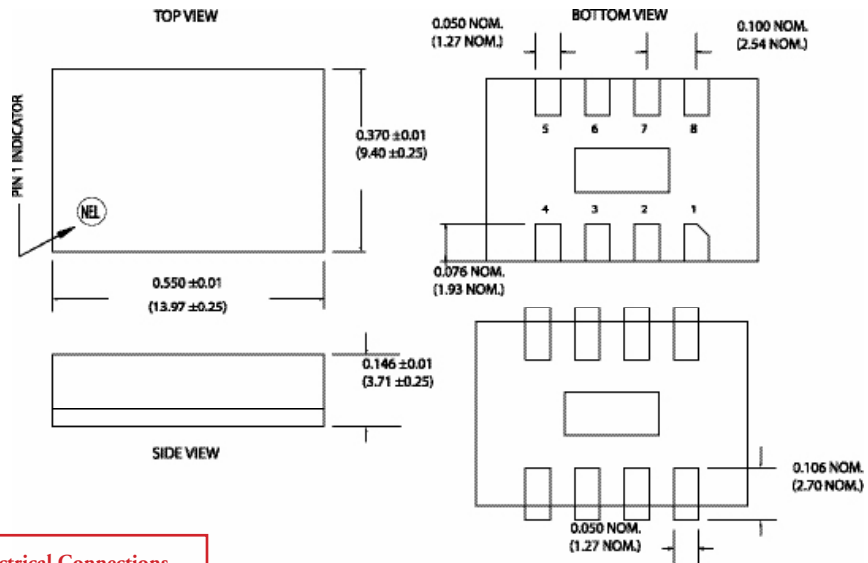 TOP VIEW
PIN 1 INDICATOR
NEL
0.370 ±0.01
(9.40 ±0.25)
0.550 ±0.01
(13.97 ±0.25)
0.146 ±0.01
(3.71 ±0.25)
SIDE VIEW
BOTTOM VIEW
0.050 NOM.
(1.27 NOM.)
0.100 NOM.
(2.54 NOM.)
5 6 7 8
4 3 2 1
0.076 NOM.
(1.93 NOM.)
0.106 NOM.
(2.70 NOM.)
0.050 NOM.
(1.27 NOM.)
Connections